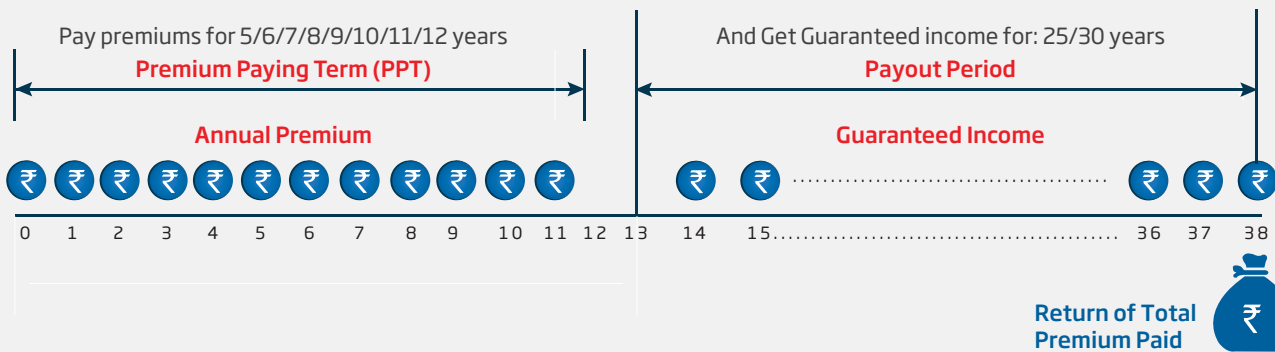 Pay premiums for 5/6/7/8/9/10/11/12 years
Premium Paying Term (PPT)
And Get Guaranteed income for: 25/30 years
Payout Period
Annual Premium
Guaranteed Income
₹ ₹ ₹ ₹ ₹ ₹ ₹ ₹ ₹ ₹ ₹ ₹ ₹ ₹ .......................................... ₹ ₹ ₹
0 1 2 3 4 5 6 7 8 9 10 11 12 13 14 15.............................................. 36 37 38
Return of Total
Premium Paid
₹